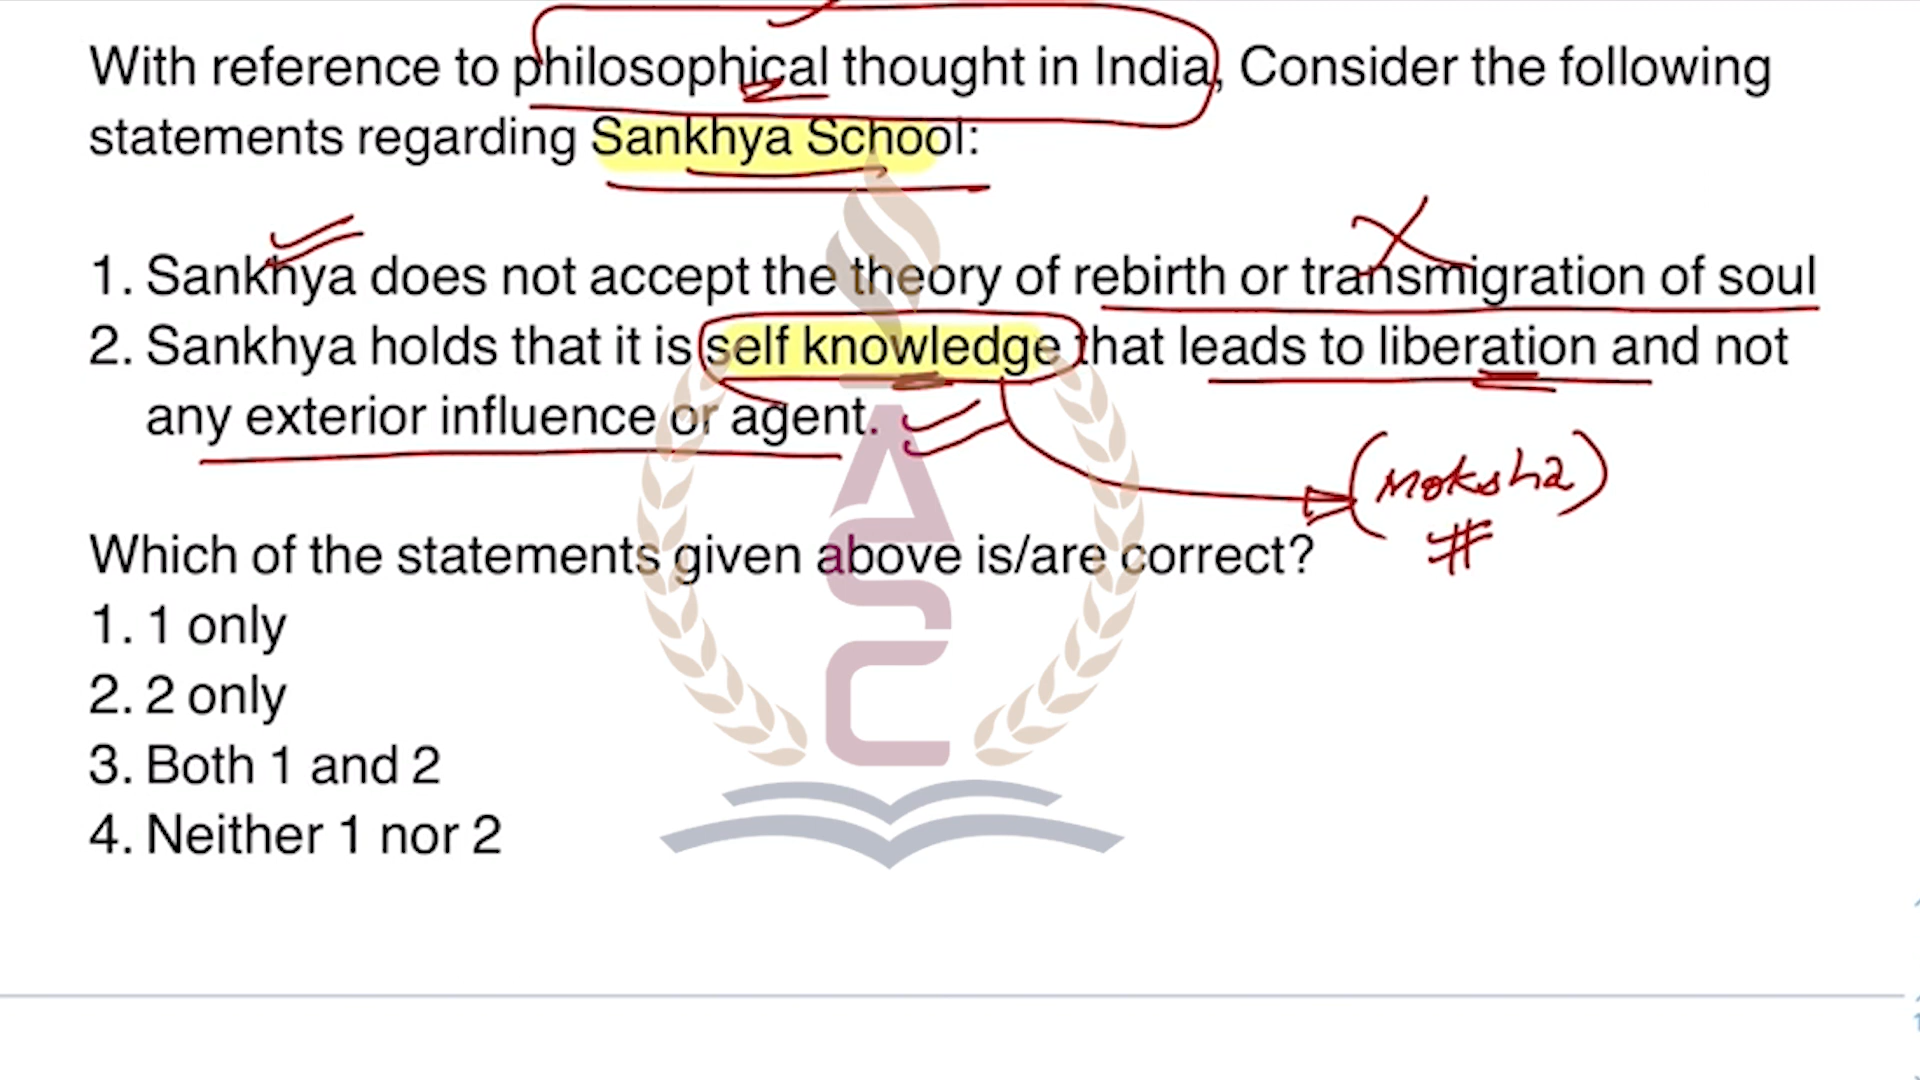 With reference to philosophical thought in India, Consider the following
statements regarding Sankhya School:
1. Sankhya does not accept the theory of rebirth or transmigration of soul
2. Sankhya holds that it is self knowledge that leads to liberation and not
any exterior influence or agent.
(Moksha)
#
Which of the statements given above is/are correct?
1. 1 only
2. 2 only
3. Both 1 and 2
4. Neither 1 nor 2
ASC